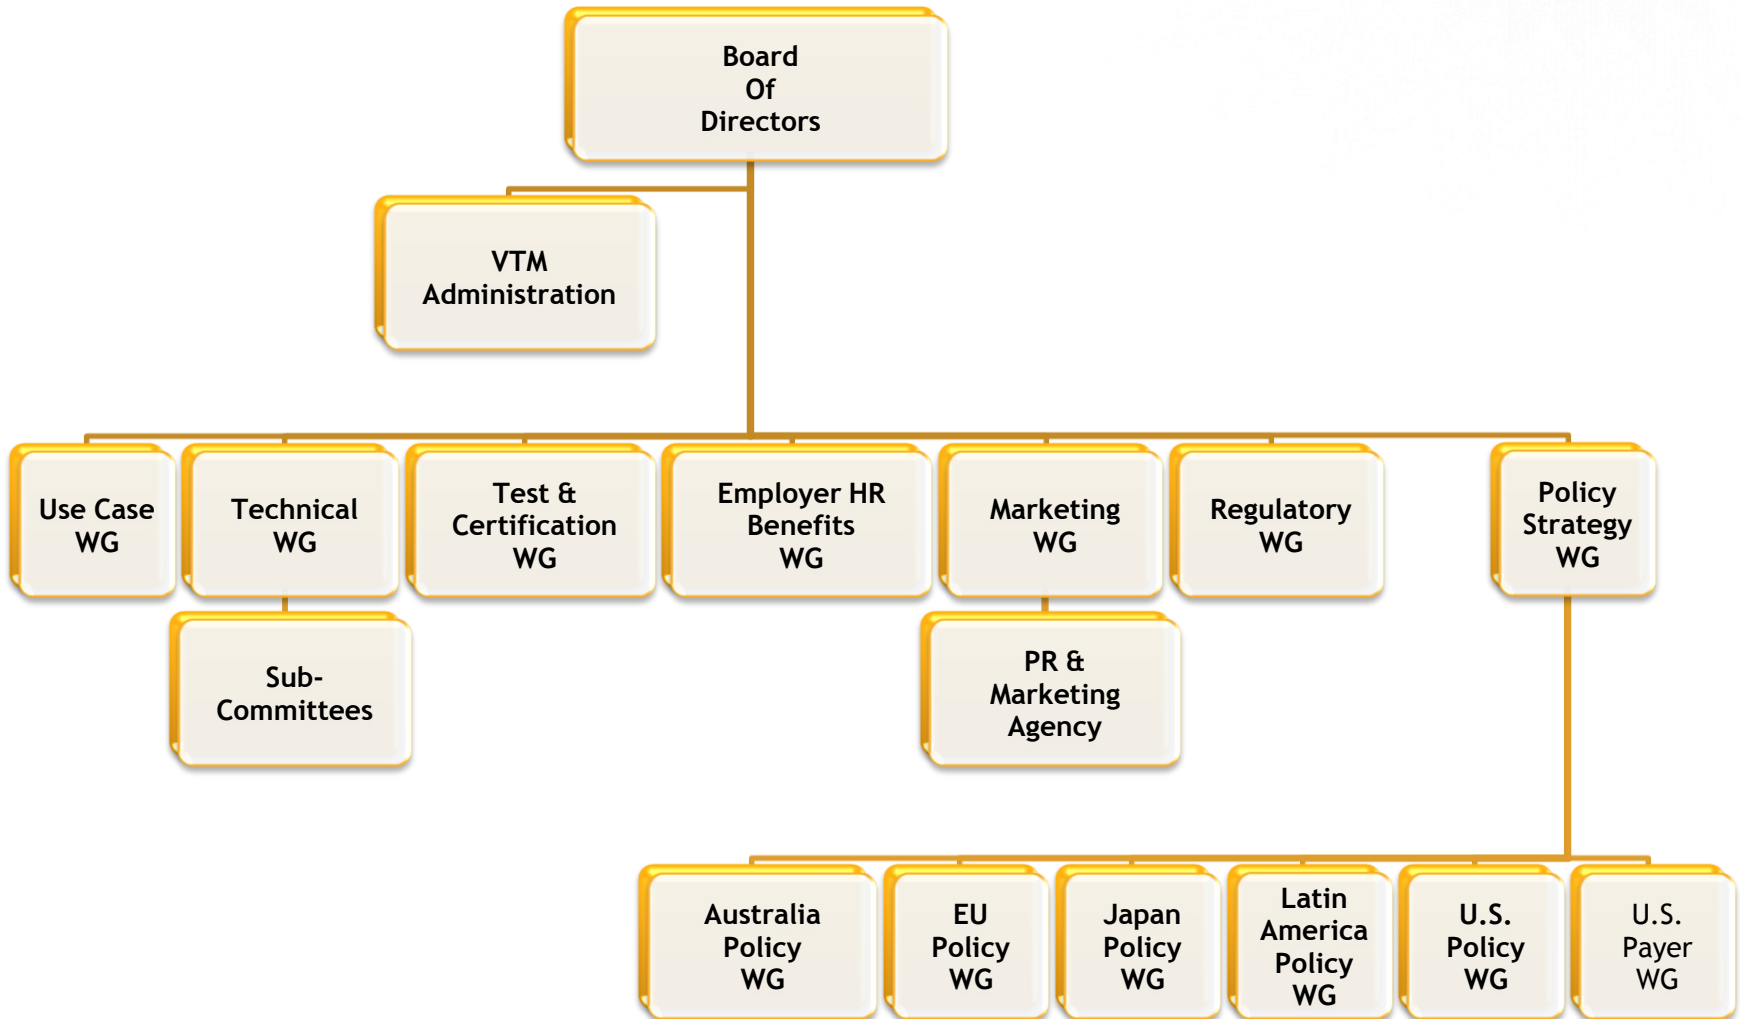 Board
Of
Directors
VTM
Administration
Use Case
WG
Technical
WG
Test &
Certification
WG
Employer HR
Benefits
WG
Marketing
WG
Regulatory
WG
Policy
Strategy
WG
Sub-
Committees
PR &
Marketing
Agency
Australia
Policy
WG
EU
Policy
WG
Japan
Policy
WG
Latin
America
Policy
WG
U.S.
Policy
WG
U.S.
Payer
WG